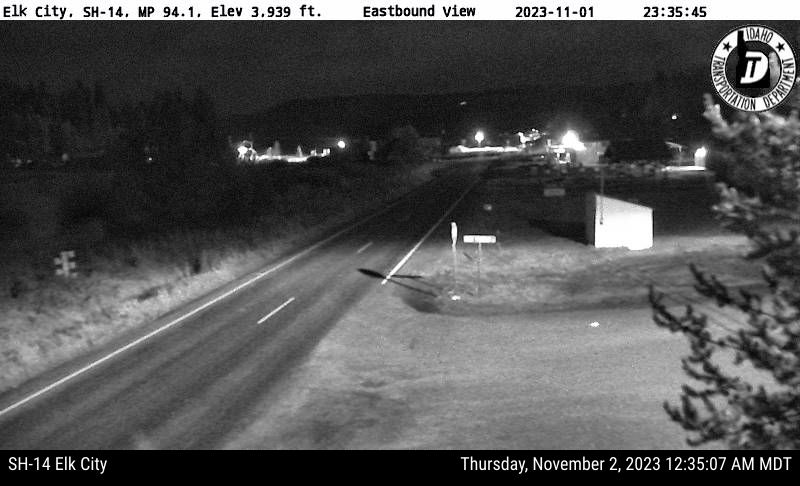 Elk City, SH-14, MP 94.1, Elev 3,939 ft. Eastbound View 2023-11-01 23:35:45
IDAHO
TRANSPORTATION DEPARTMENT
SH-14 Elk City Thursday, November 2, 2023 12:35:07 AM MDT